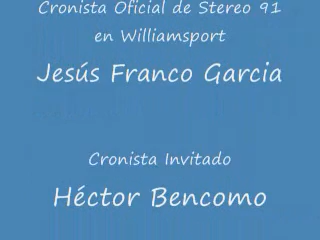 Cronista Oficial de Stereo 91
en Williamsport
Jesús Franco Garcia
Cronista Invitado
Héctor Bencomo